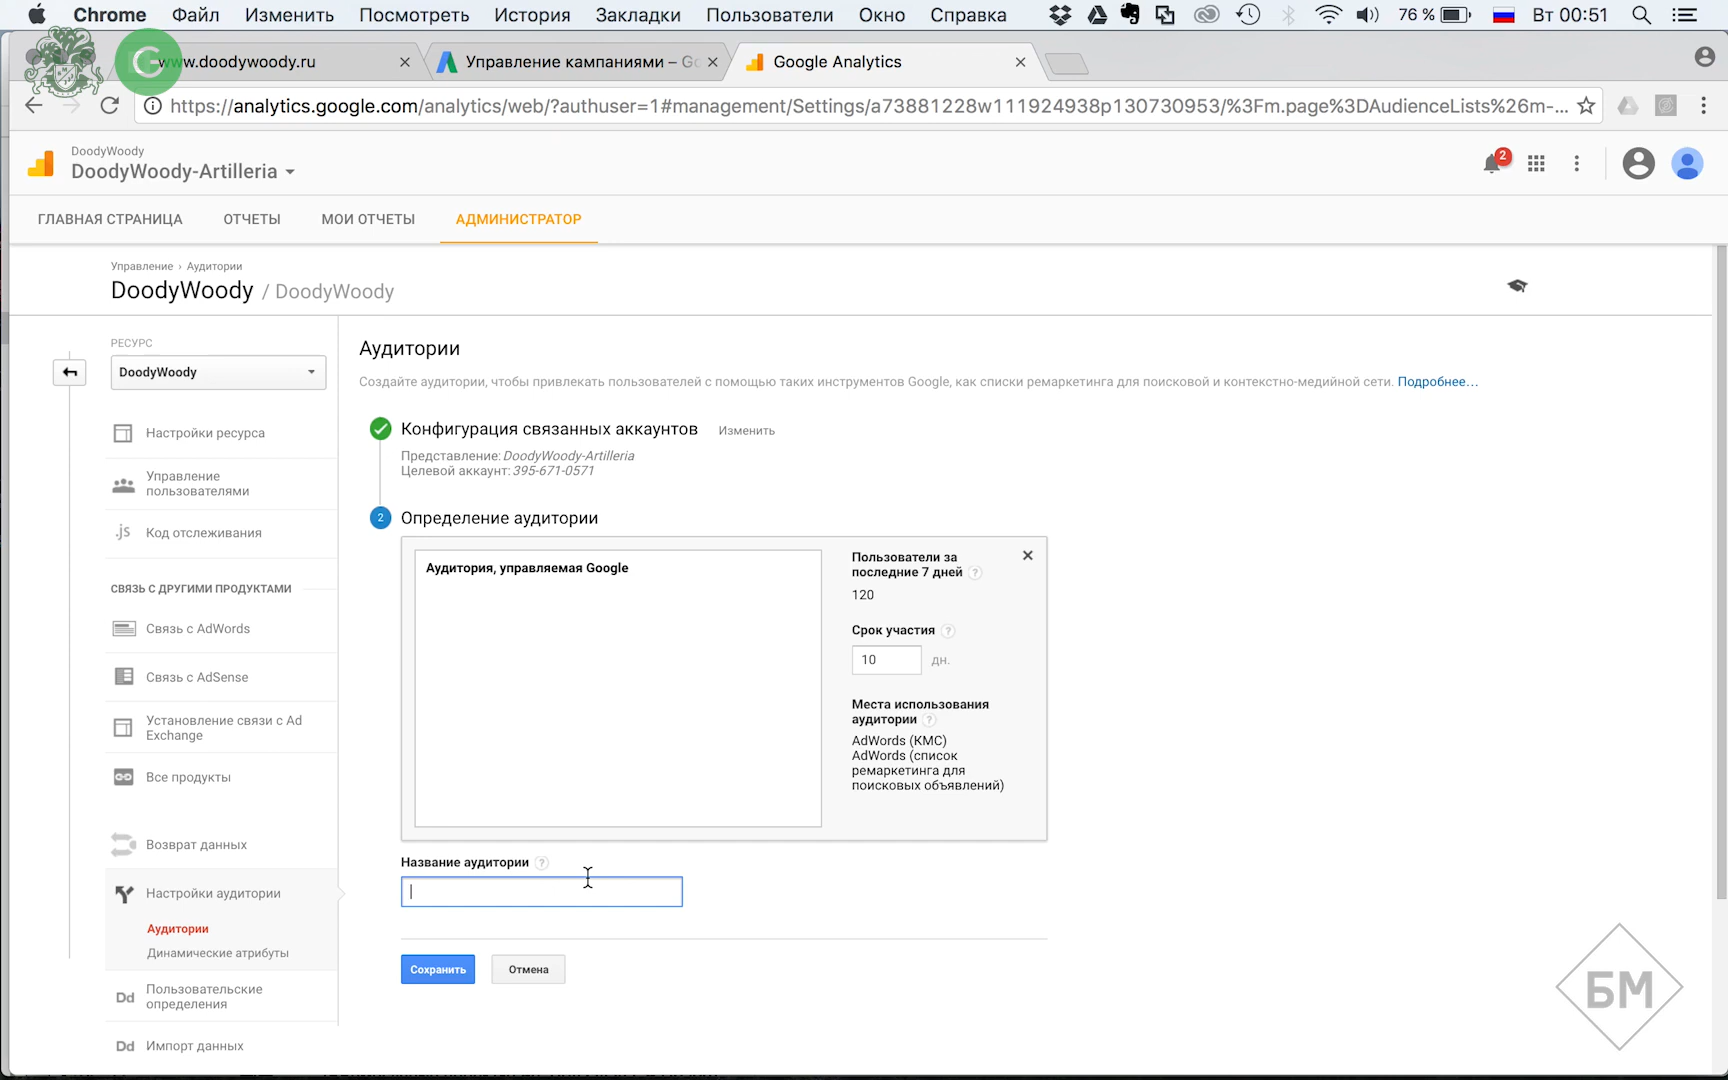 Chrome Файл Изменить Посмотреть История Закладки Пользователи Окно Справка 76 % Вт 00:51
www.doodywoody.ru Управление кампаниями – Go Google Analytics
https://analytics.google.com/analytics/web/?authuser=1#management/Settings/a73881228w111924938p130730953/%3Fm.page%3DAudienceLists%26m-...
DoodyWoody
DoodyWoody-Artilleria
2
ГЛАВНАЯ СТРАНИЦА ОТЧЕТЫ МОИ ОТЧЕТЫ АДМИНИСТРАТОР
Управление › Аудитории
DoodyWoody / DoodyWoody
РЕСУРС
DoodyWoody
Настройки ресурса
Управление
пользователями
.js Код отслеживания
СВЯЗЬ С ДРУГИМИ ПРОДУКТАМИ
Связь с AdWords
Связь с AdSense
Установление связи с Ad
Exchange
Все продукты
Возврат данных
Настройки аудитории
Аудитории
Динамические атрибуты
Dd Пользовательские
определения
Dd Импорт данных
Аудитории
Создайте аудитории, чтобы привлекать пользователей с помощью таких инструментов Google, как списки ремаркетинга для поисковой и контекстно-медийной сети. Подробнее...
Конфигурация связанных аккаунтов Изменить
Представление: DoodyWoody-Artilleria
Целевой аккаунт: 395-671-0571
2 Определение аудитории
Аудитория, управляемая Google
Пользователи за
последние 7 дней ?
120
Срок участия ?
10 дн.
Места использования
аудитории ?
AdWords (КМС)
AdWords (список
ремаркетинга для
поисковых объявлений)
Название аудитории ?
Сохранить Отмена
БМ